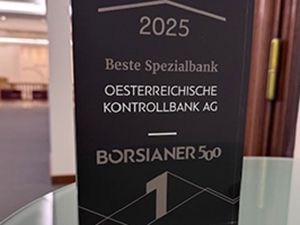 2025
Beste Spezialbank
OESTERREICHISCHE
KONTROLLBANK AG
BÖRSIANER 500
1